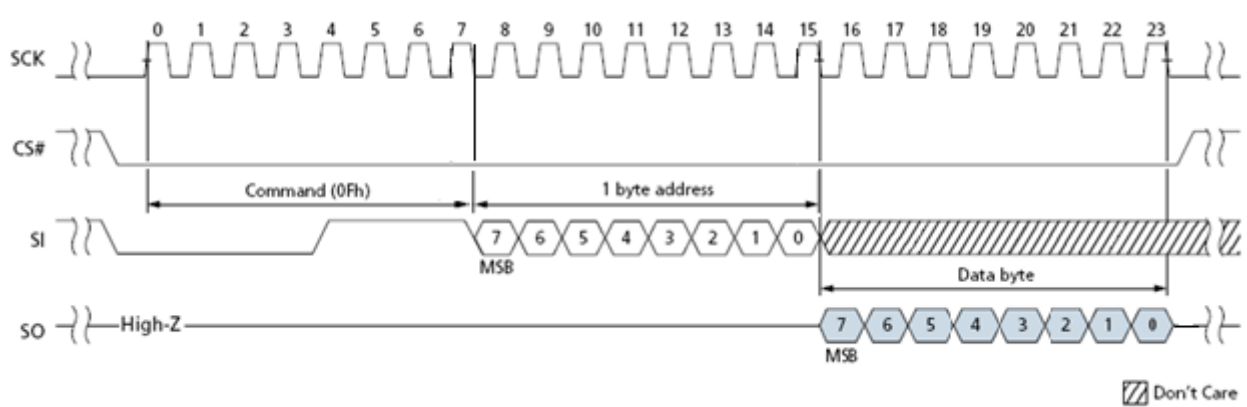 0 1 2 3 4 5 6 7 8 9 10 11 12 13 14 15 16 17 18 19 20 21 22 23
SCK
CS#
Command (0Fh) 1 byte address
SI 7 6 5 4 3 2 1 0
MSB
Data byte
SO High-Z 7 6 5 4 3 2 1 0
MSB
Don't Care